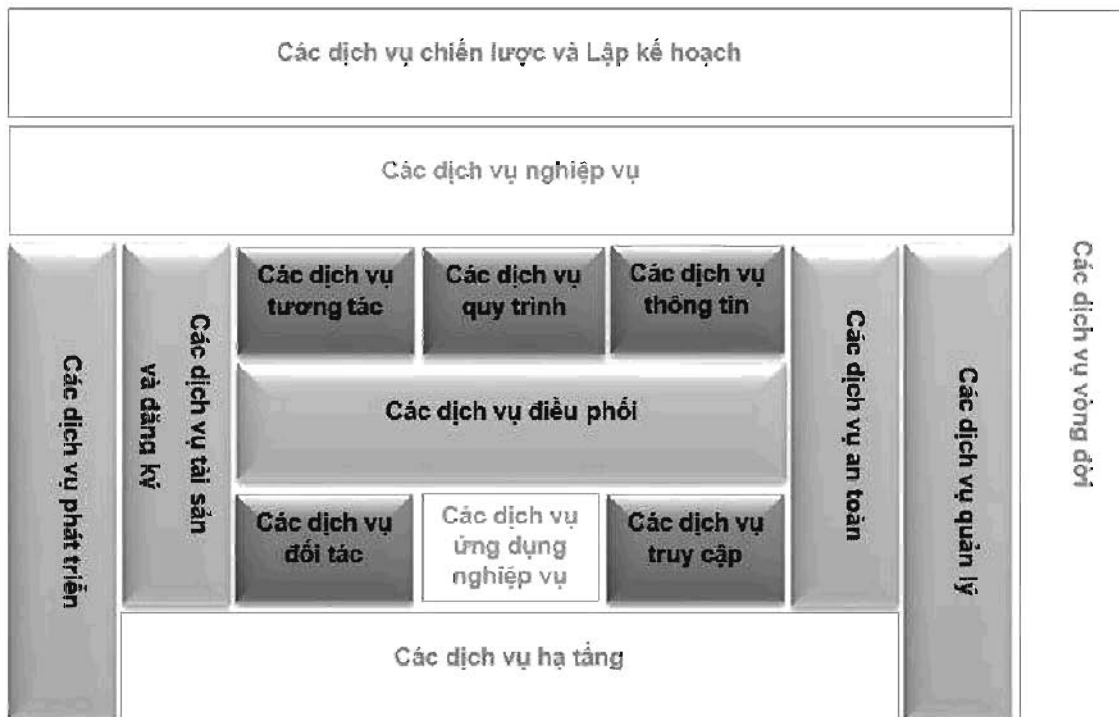 Các dịch vụ chiến lược và Lập kế hoạch
Các dịch vụ nghiệp vụ
Các dịch vụ phát triển
Các dịch vụ tài sản
và đăng ký
Các dịch vụ
tương tác
Các dịch vụ
quy trình
Các dịch vụ
thông tin
Các dịch vụ điều phối
Các dịch vụ
đối tác
Các dịch vụ
ứng dụng
nghiệp vụ
Các dịch vụ
truy cập
Các dịch vụ an toàn
Các dịch vụ quản lý
Các dịch vụ hạ tầng
Các dịch vụ vòng đời